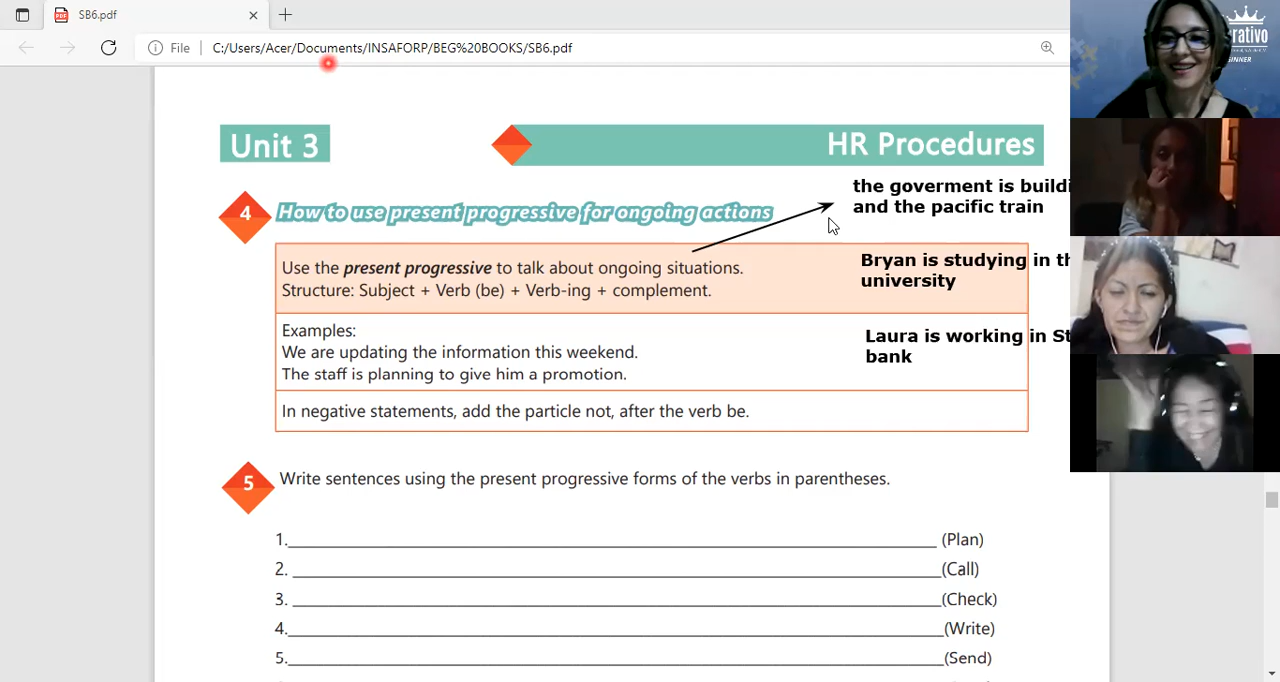 SB6.pdf
File C:/Users/Acer/Documents/INSAFORP/BEG%20BOOKS/SB6.pdf
rativo
INNER
Unit 3
HR Procedures
the goverment is buildi
and the pacific train
4 How to use present progressive for ongoing actions
Use the present progressive to talk about ongoing situations.
Structure: Subject + Verb (be) + Verb-ing + complement.
Bryan is studying in th
university
Examples:
We are updating the information this weekend.
The staff is planning to give him a promotion.
Laura is working in St
bank
In negative statements, add the particle not, after the verb be.
5 Write sentences using the present progressive forms of the verbs in parentheses.
1. (Plan)
2. (Call)
3. (Check)
4. (Write)
5. (Send)